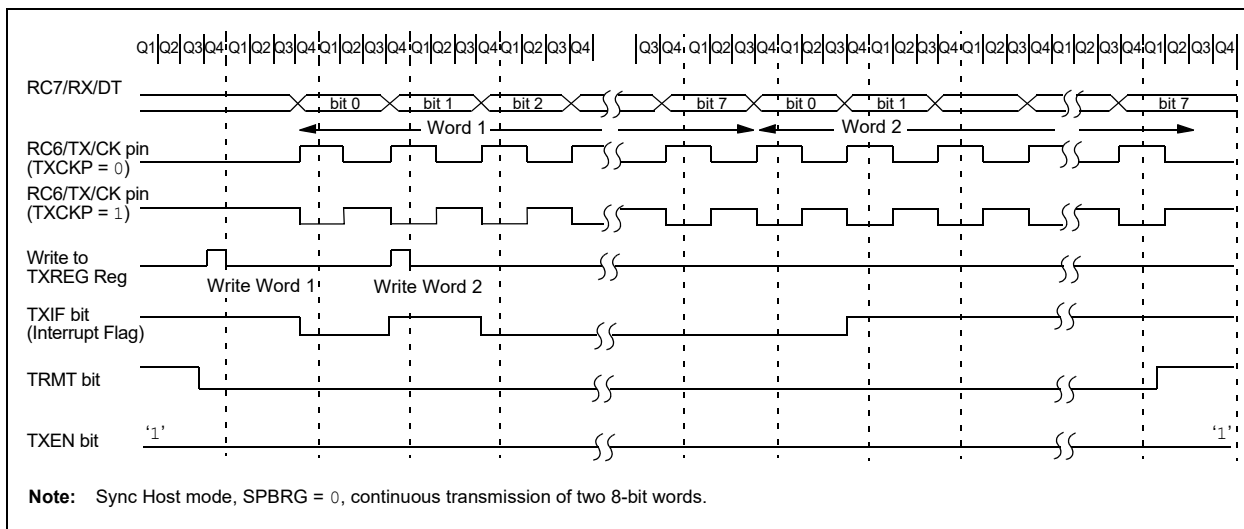 Q1 Q2 Q3 Q4 Q1 Q2 Q3 Q4 Q1 Q2 Q3 Q4 Q1 Q2 Q3 Q4 Q1 Q2 Q3 Q4 Q3 Q4 Q1 Q2 Q3 Q4 Q1 Q2 Q3 Q4 Q1 Q2 Q3 Q4 Q1 Q2 Q3 Q4 Q1 Q2 Q3 Q4
RC7/RX/DT
bit 0 bit 1 bit 2 bit 7 bit 0 bit 1 bit 7
Word 1 Word 2
RC6/TX/CK pin
(TXCKP = 0)
RC6/TX/CK pin
(TXCKP = 1)
Write to
TXREG Reg
Write Word 1 Write Word 2
TXIF bit
(Interrupt Flag)
TRMT bit
TXEN bit
‘1’ ‘1’
Note: Sync Host mode, SPBRG = 0, continuous transmission of two 8-bit words.